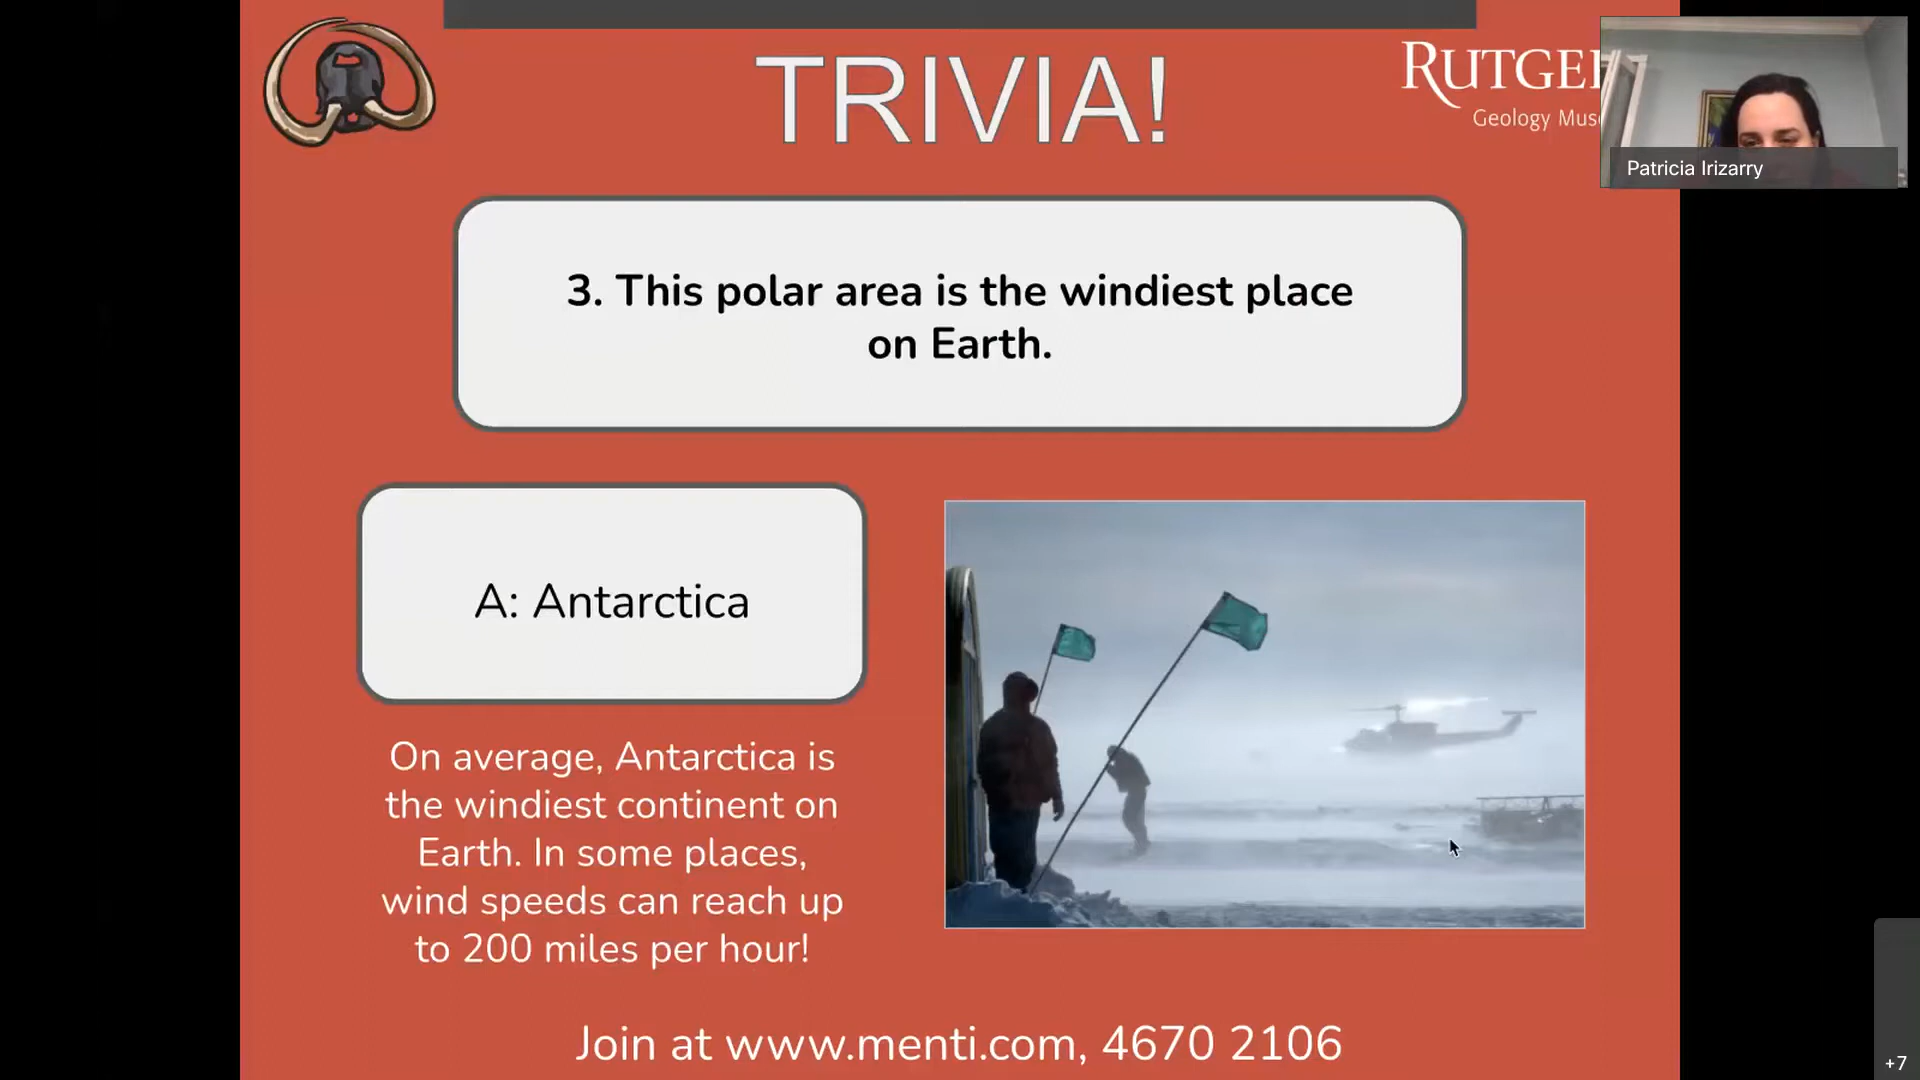 TRIVIA!
RUTGE
Geology Mus
Patricia Irizarry
3. This polar area is the windiest place
on Earth.
A: Antarctica
On average, Antarctica is
the windiest continent on
Earth. In some places,
wind speeds can reach up
to 200 miles per hour!
Join at www.menti.com, 4670 2106
+7